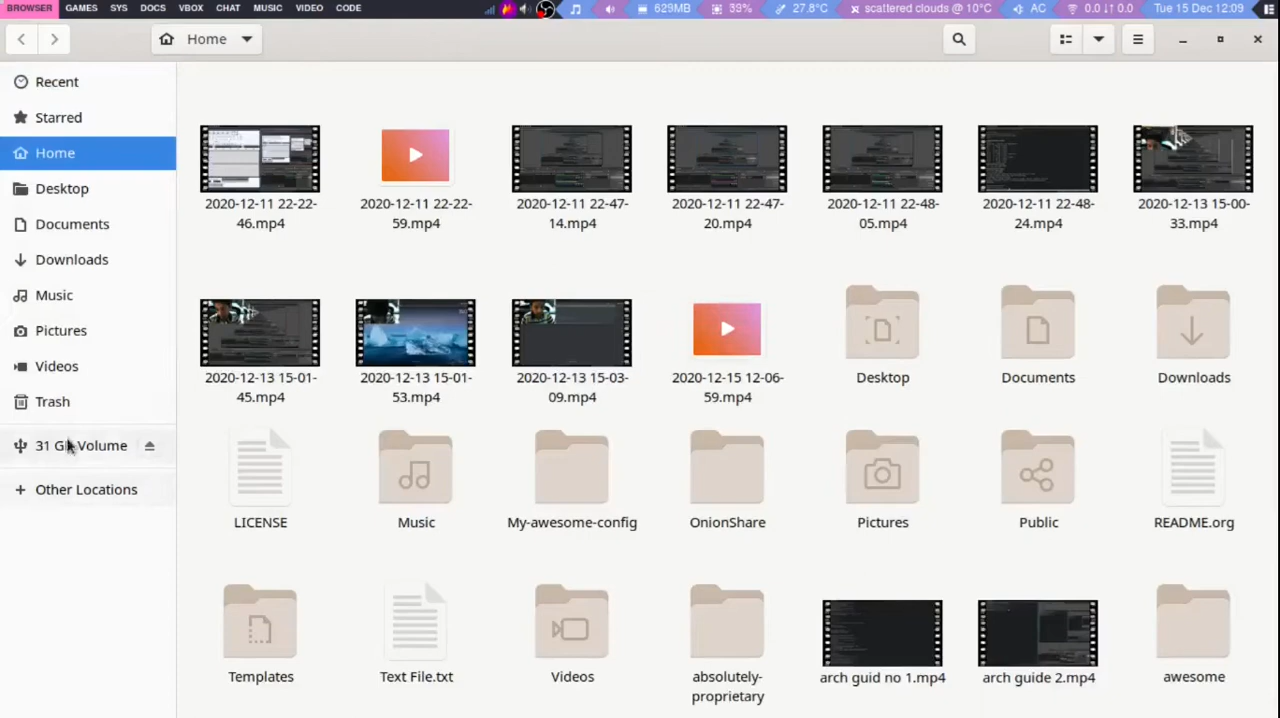 BROWSER GAMES SYS DOCS VBOX CHAT MUSIC VIDEO CODE 629MB 39% 27.8°C scattered clouds @ 10°C AC 0.0 ↓↑ 0.0 Tue 15 Dec 12:09
Home
Recent
Starred
Home
Desktop
Documents
Downloads
Music
Pictures
Videos
Trash
31 G Volume
+ Other Locations
2020-12-11 22-22-
46.mp4
2020-12-11 22-22-
59.mp4
2020-12-11 22-47-
14.mp4
2020-12-11 22-47-
20.mp4
2020-12-11 22-48-
05.mp4
2020-12-11 22-48-
24.mp4
2020-12-13 15-00-
33.mp4
2020-12-13 15-01-
45.mp4
2020-12-13 15-01-
53.mp4
2020-12-13 15-03-
09.mp4
2020-12-15 12-06-
59.mp4
Desktop
Documents
Downloads
LICENSE
Music
My-awesome-config
OnionShare
Pictures
Public
README.org
Templates
Text File.txt
Videos
absolutely-
proprietary
arch guid no 1.mp4
arch guide 2.mp4
awesome